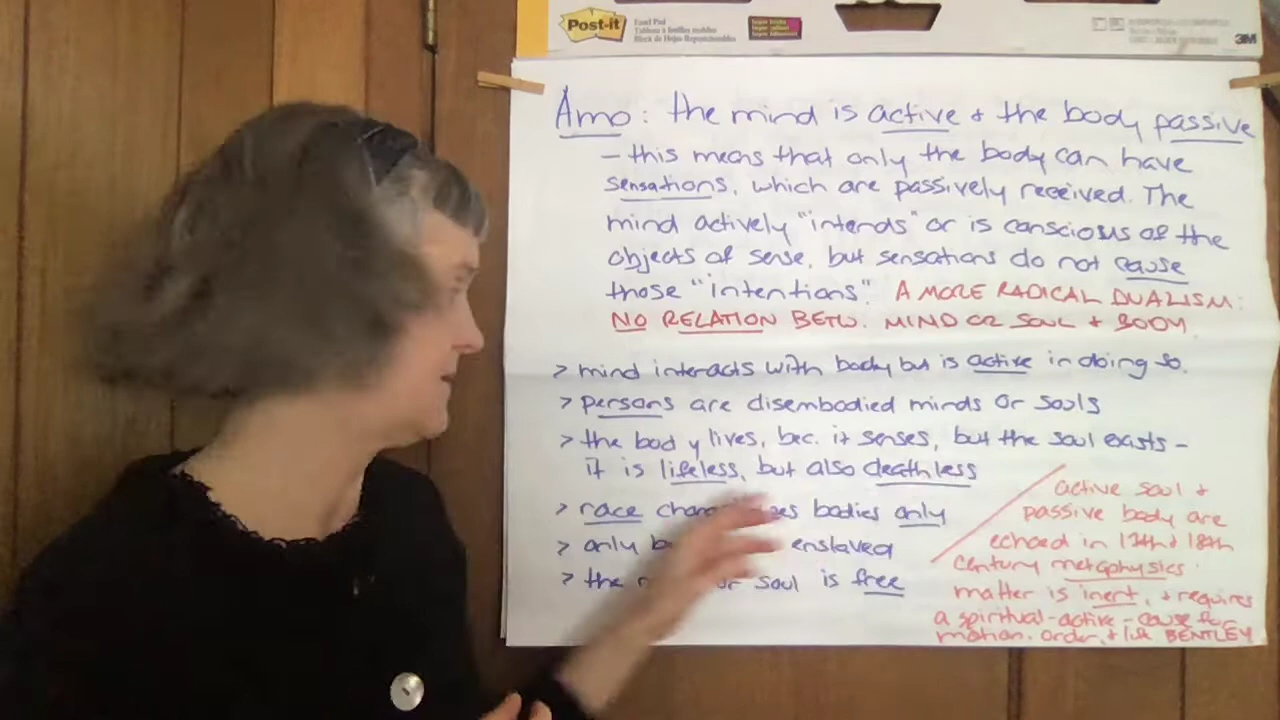 Post-it
Easel Pad
Tableau à feuilles mobiles
3M
Amo: the mind is active + the body passive
- this means that only the body can have
sensations, which are passively received. The
mind actively "intends" or is conscious of the
objects of sense, but sensations do not cause
those "intentions". A MORE RADICAL DUALISM:
NO RELATION BETW. MIND OR SOUL + BODY
> mind interacts with body but is active in doing so.
> persons are disembodied minds or souls
> the body lives, bec. it senses, but the soul exists -
it is lifeless, but also deathless
> race bodies only
> only enslaved
> the soul is free
active soul +
passive body are
echoed in 17th + 18th
century metaphysics:
matter is inert, + requires
a spiritual-active-cause for
motion, order, + life BENTLEY